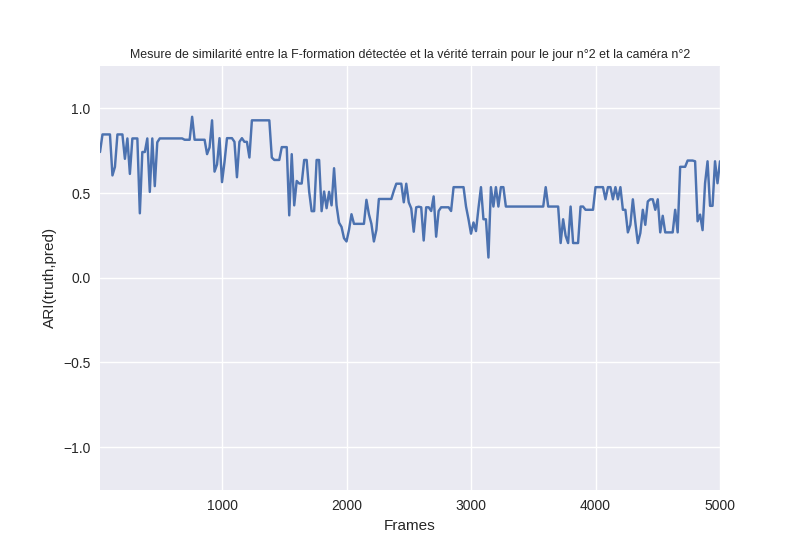 Mesure de similarité entre la F-formation détectée et la vérité terrain pour le jour n°2 et la caméra n°2
1.0
0.5
0.0
−0.5
−1.0
ARI(truth,pred)
1000 2000 3000 4000 5000
Frames